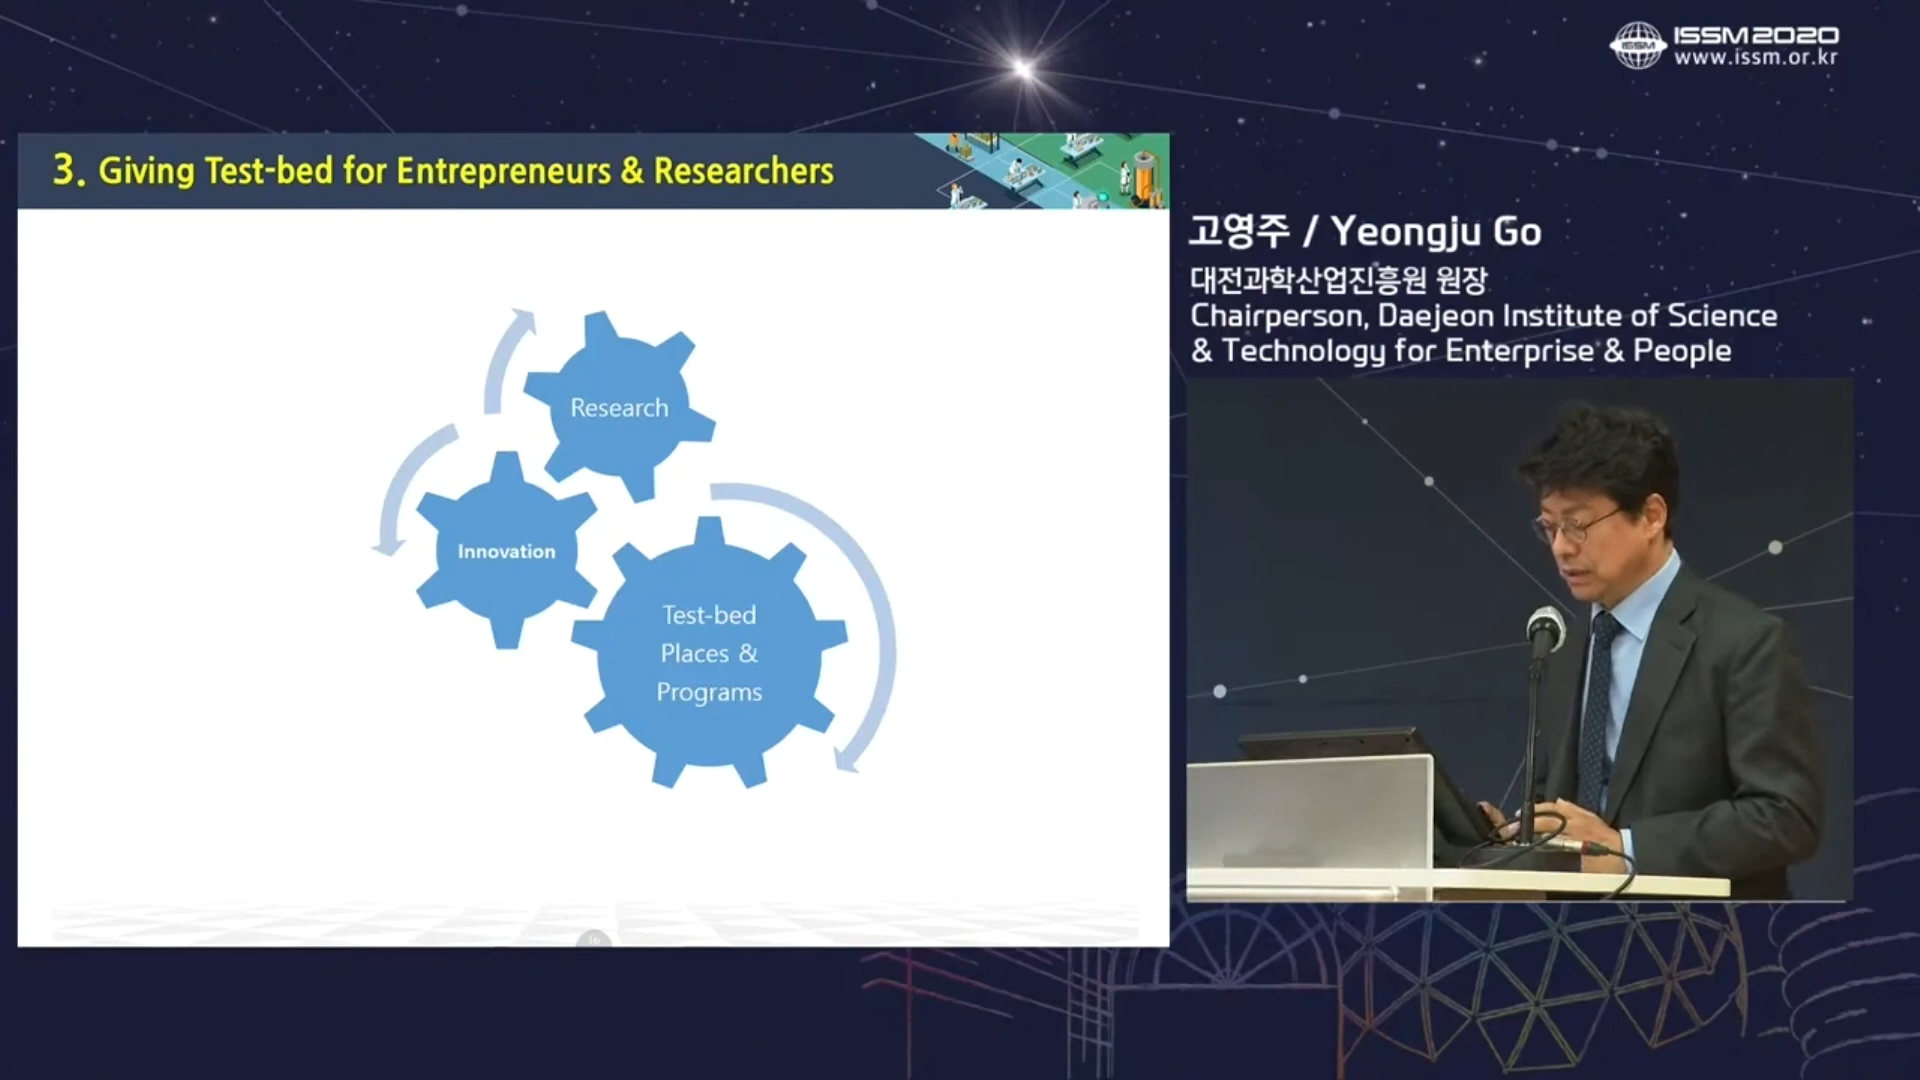 ISSM
ISSM2020
www.issm.or.kr
3. Giving Test-bed for Entrepreneurs & Researchers
고영주 / Yeongju Go
대전과학산업진흥원 원장
Chairperson, Daejeon Institute of Science
& Technology for Enterprise & People
Research
Innovation
Test-bed
Places &
Programs
16